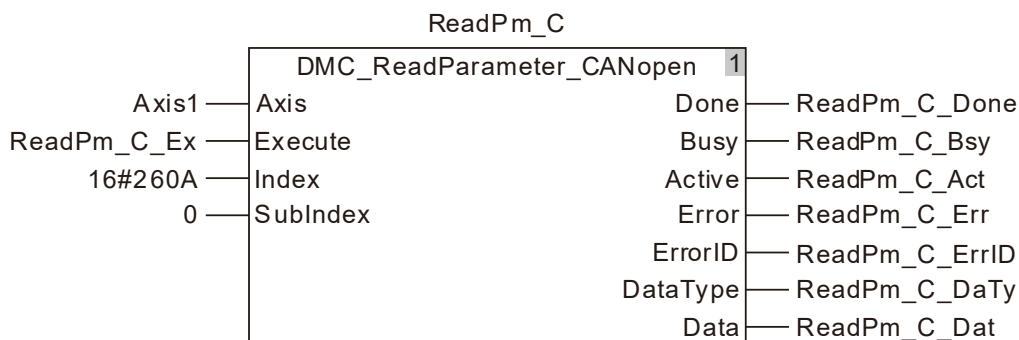 ReadPm_C
DMC_ReadParameter_CANopen 1
Axis1 Axis Done ReadPm_C_Done
ReadPm_C_Ex Execute Busy ReadPm_C_Bsy
16#260A Index Active ReadPm_C_Act
0 SubIndex Error ReadPm_C_Err
ErrorID ReadPm_C_ErrID
DataType ReadPm_C_DaTy
Data ReadPm_C_Dat